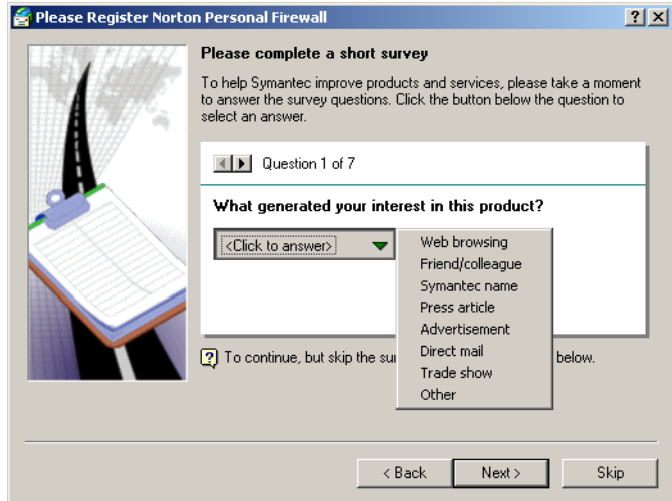 Please Register Norton Personal Firewall
Please complete a short survey
To help Symantec improve products and services, please take a moment
to answer the survey questions. Click the button below the question to
select an answer.
Question 1 of 7
What generated your interest in this product?
<Click to answer>
Web browsing
Friend/colleague
Symantec name
Press article
Advertisement
Direct mail
Trade show
Other
To continue, but skip the sur below.
< Back Next > Skip